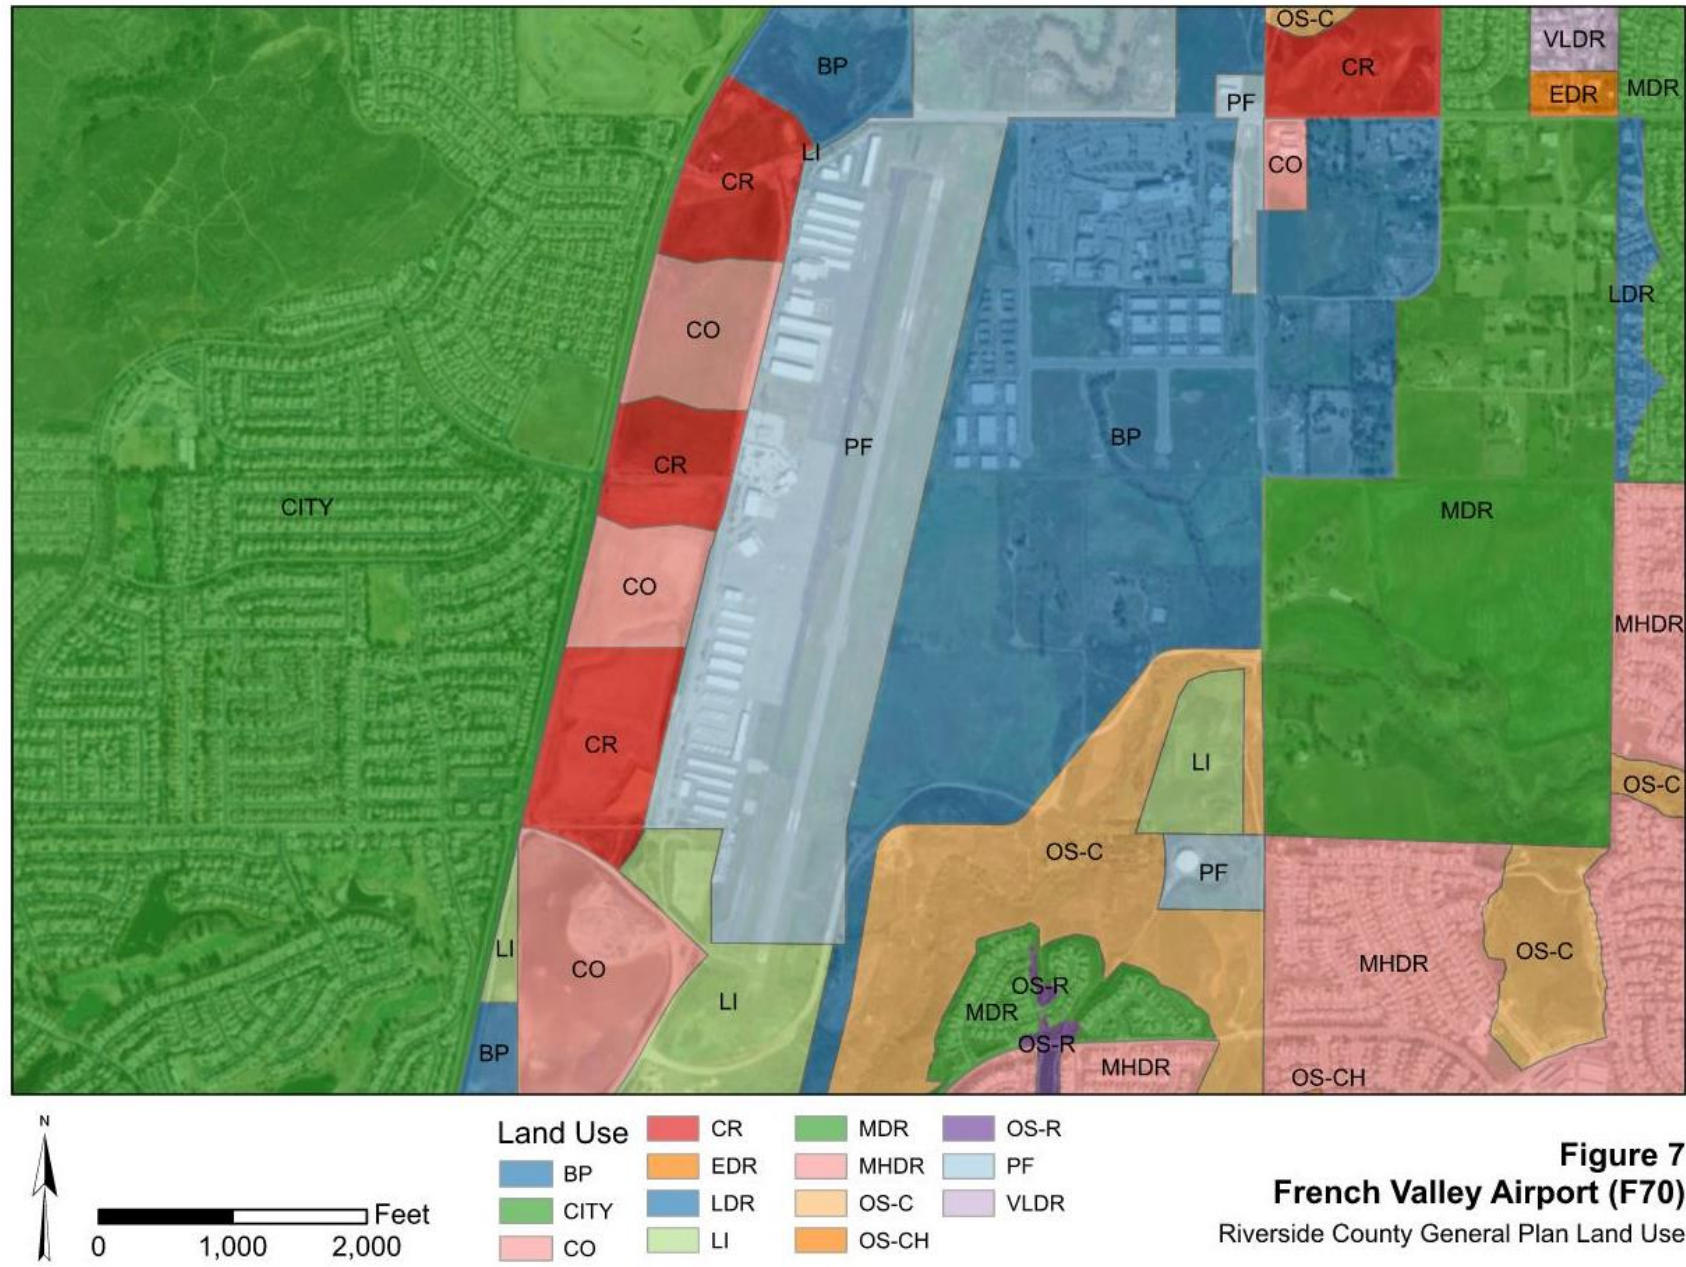 OS-C
VLDR
BP
CR
MDR
EDR
PF
LI
CO
CR
LDR
CO
BP
PF
CR
CITY
MDR
CO
MHDR
CR
LI
OS-C
OS-C
PF
LI
CO
MHDR
OS-C
OS-R
MDR
LI
OS-R
BP
MHDR
OS-CH
N
Feet
0 1,000 2,000
Land Use
BP
CITY
CO
CR
EDR
LDR
LI
MDR
MHDR
OS-C
OS-CH
OS-R
PF
VLDR
Figure 7
French Valley Airport (F70)
Riverside County General Plan Land Use